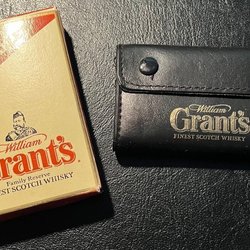 William
Grant's
Family Reserve
FINEST SCOTCH WHISKY
William
Grant's
FINEST SCOTCH WHISKY